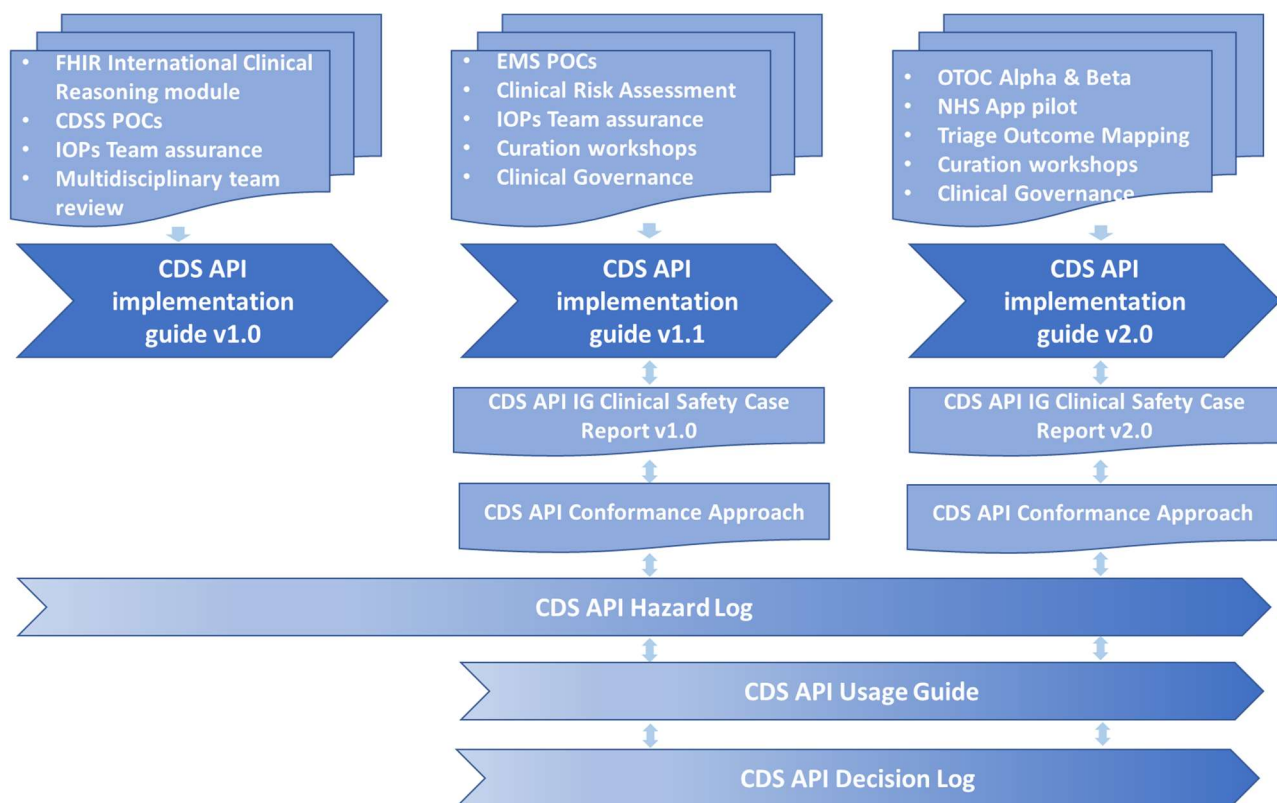 • FHIR International Clinical
Reasoning module
• CDSS POCs
• IOPs Team assurance
• Multidisciplinary team
review
• EMS POCs
• Clinical Risk Assessment
• IOPs Team assurance
• Curation workshops
• Clinical Governance
• OTOC Alpha & Beta
• NHS App pilot
• Triage Outcome Mapping
• Curation workshops
• Clinical Governance
CDS API
implementation
guide v1.0
CDS API
implementation
guide v1.1
CDS API
implementation
guide v2.0
CDS API IG Clinical Safety Case
Report v1.0
CDS API IG Clinical Safety Case
Report v2.0
CDS API Conformance Approach
CDS API Conformance Approach
CDS API Hazard Log
CDS API Usage Guide
CDS API Decision Log